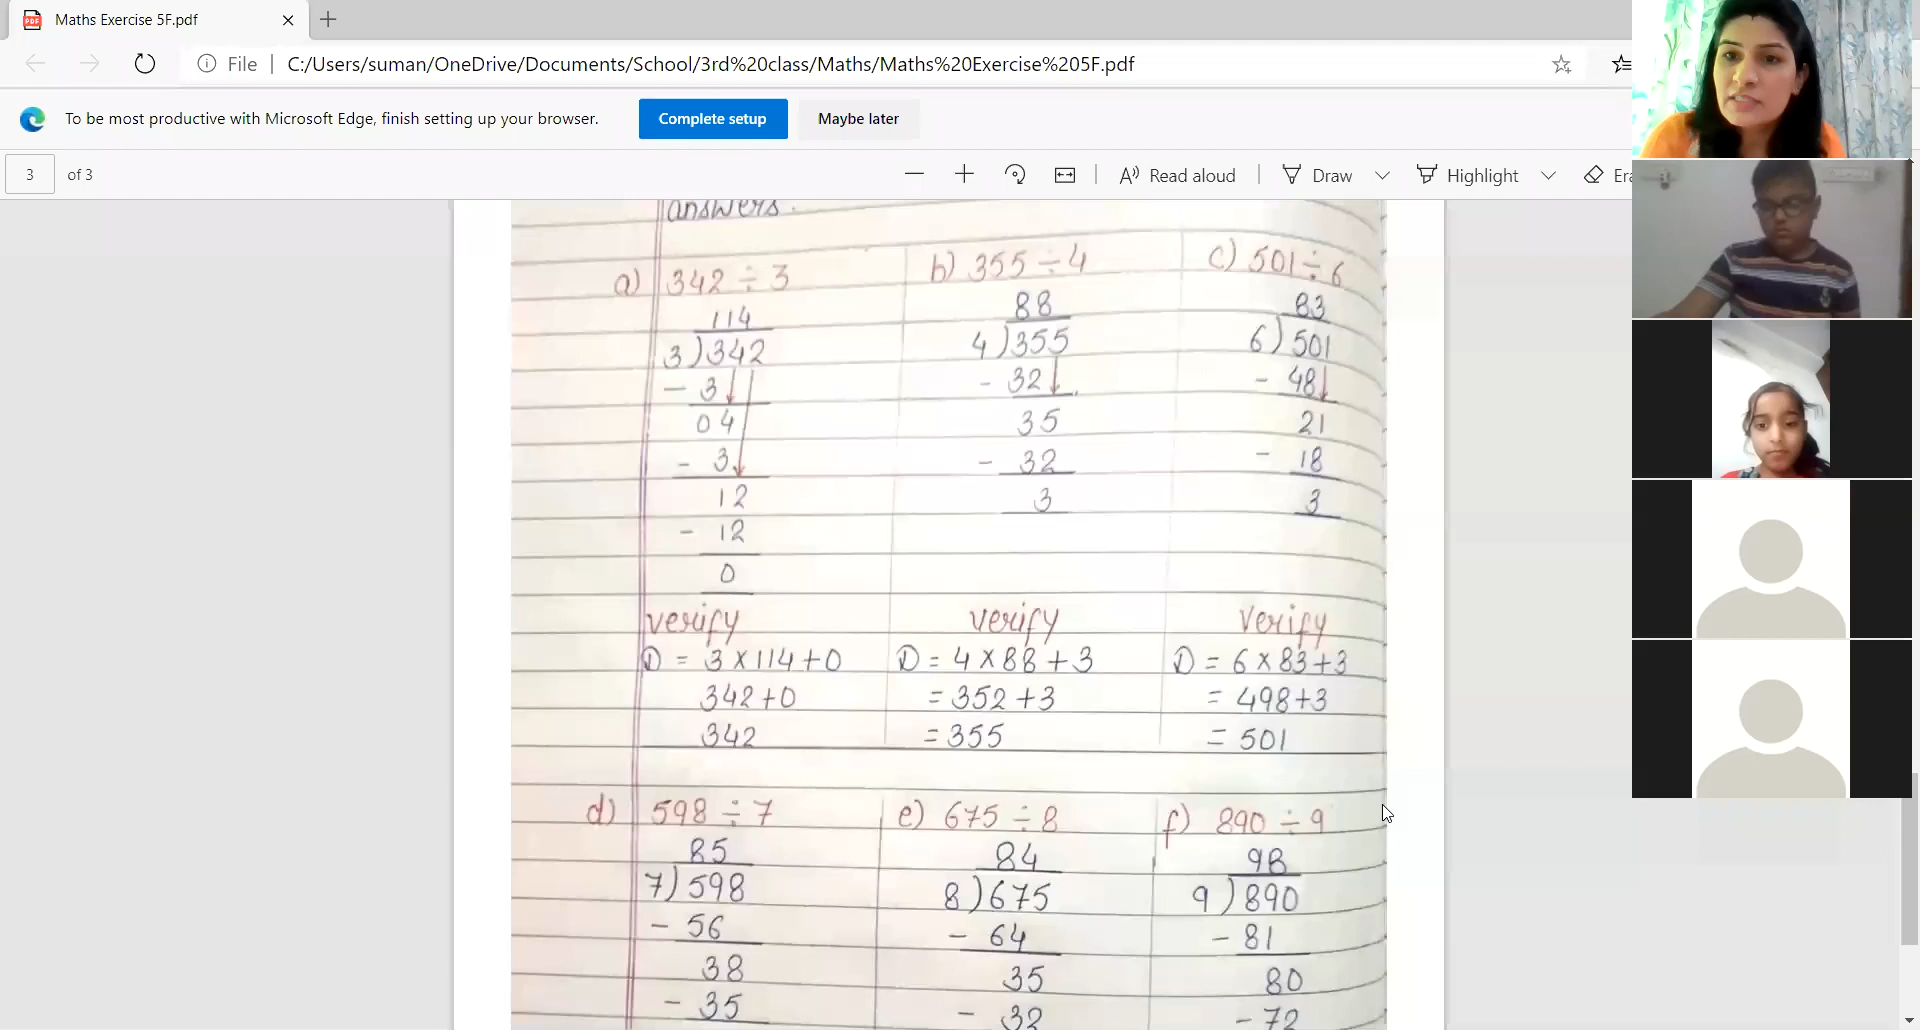 Maths Exercise 5F.pdf
File | C:/Users/suman/OneDrive/Documents/School/3rd%20class/Maths/Maths%20Exercise%205F.pdf
To be most productive with Microsoft Edge, finish setting up your browser. Complete setup Maybe later
3 of 3 Read aloud Draw Highlight Era
answers.
a) 342 ÷ 3 b) 355 ÷ 4 c) 501 ÷ 6
114 88 83
3)342 4)355 6)501
- 3 - 32 - 48
04 35 21
- 3 - 32 - 18
12 3 3
- 12
0
verify verify Verify
D = 3 × 114 + 0 D = 4 × 88 + 3 D = 6 × 83 + 3
342 + 0 = 352 + 3 = 498 + 3
342 = 355 = 501
d) 598 ÷ 7 e) 675 ÷ 8 f) 890 ÷ 9
85 84 98
7)598 8)675 9)890
- 56 - 64 - 81
38 35 80
- 35 - 32 - 72